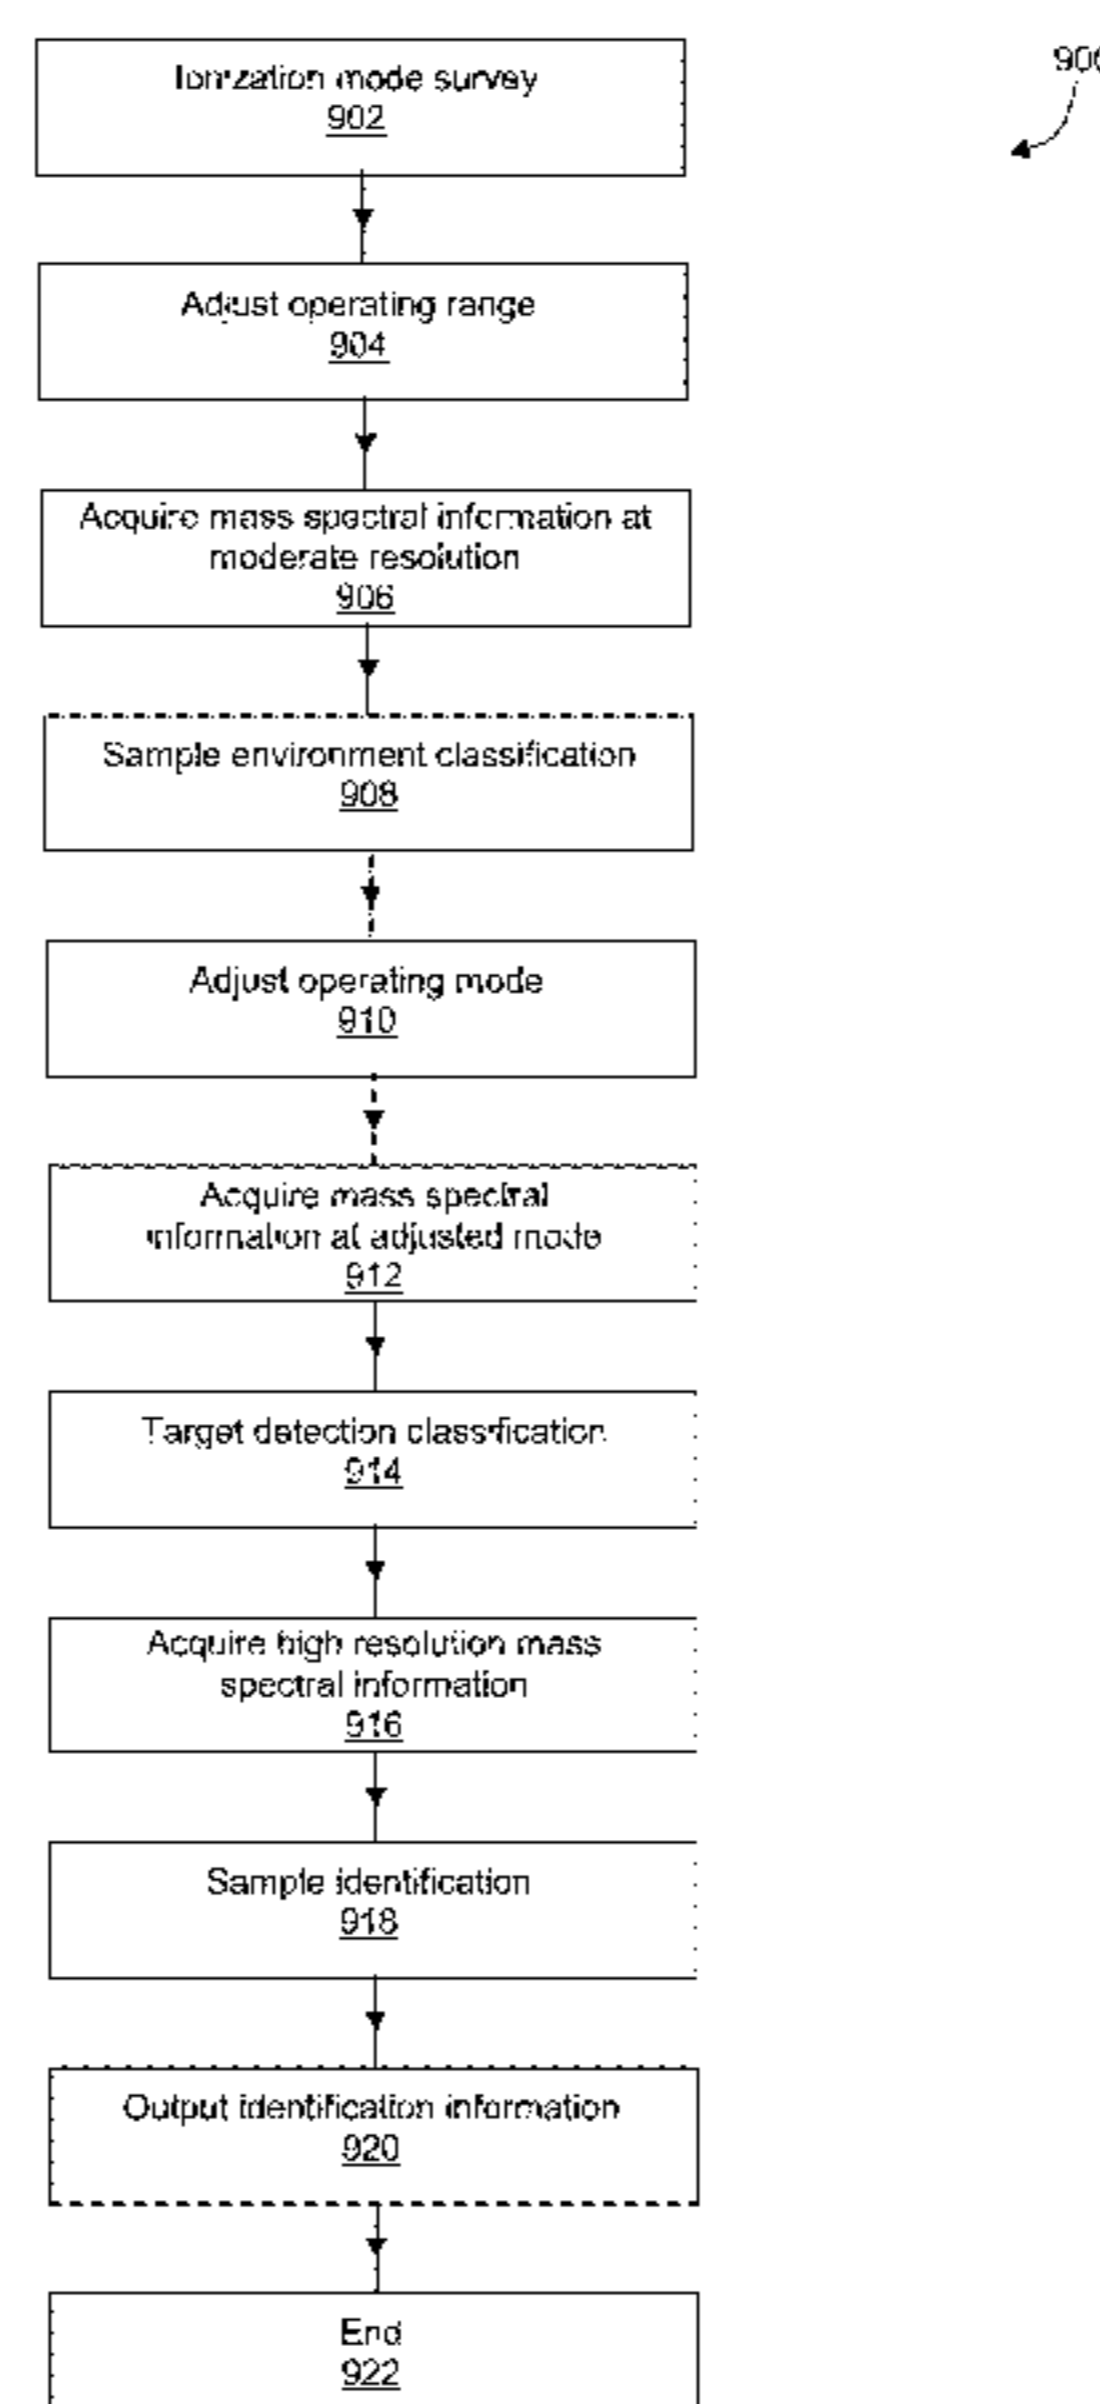 Ionization mode survey
902
Adjust operating range
904
Acquire mass spectral information at
moderate resolution
906
Sample environment classification
908
Adjust operating mode
910
Acquire mass spectral
information at adjusted mode
912
Target detection classification
914
Acquire high resolution mass
spectral information
916
Sample identification
918
Output identification information
920
End
922
900